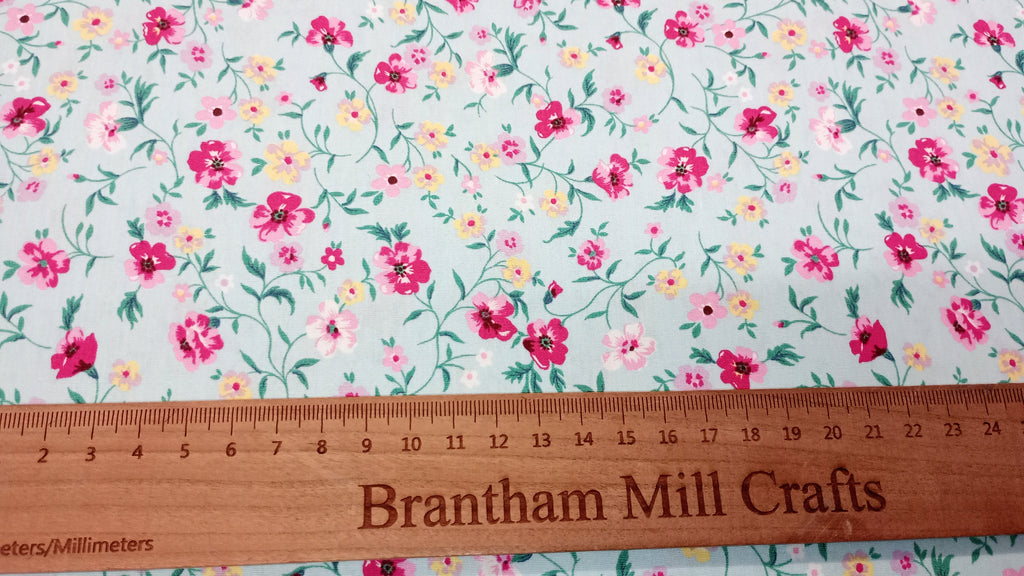 2 3 4 5 6 7 8 9 10 11 12 13 14 15 16 17 18 19 20 21 22 23 24
Brantham Mill Crafts
eters/Millimeters